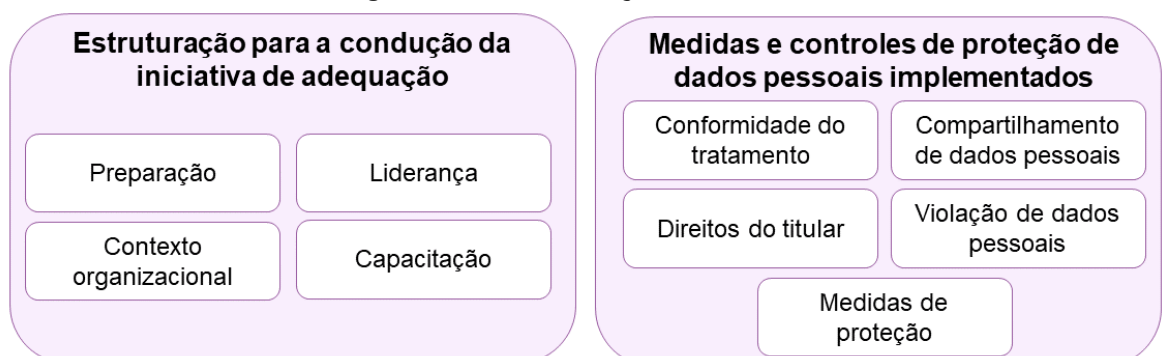 Estruturação para a condução da
iniciativa de adequação
Preparação
Liderança
Contexto
organizacional
Capacitação
Medidas e controles de proteção de
dados pessoais implementados
Conformidade do
tratamento
Compartilhamento
de dados pessoais
Direitos do titular
Violação de dados
pessoais
Medidas de
proteção